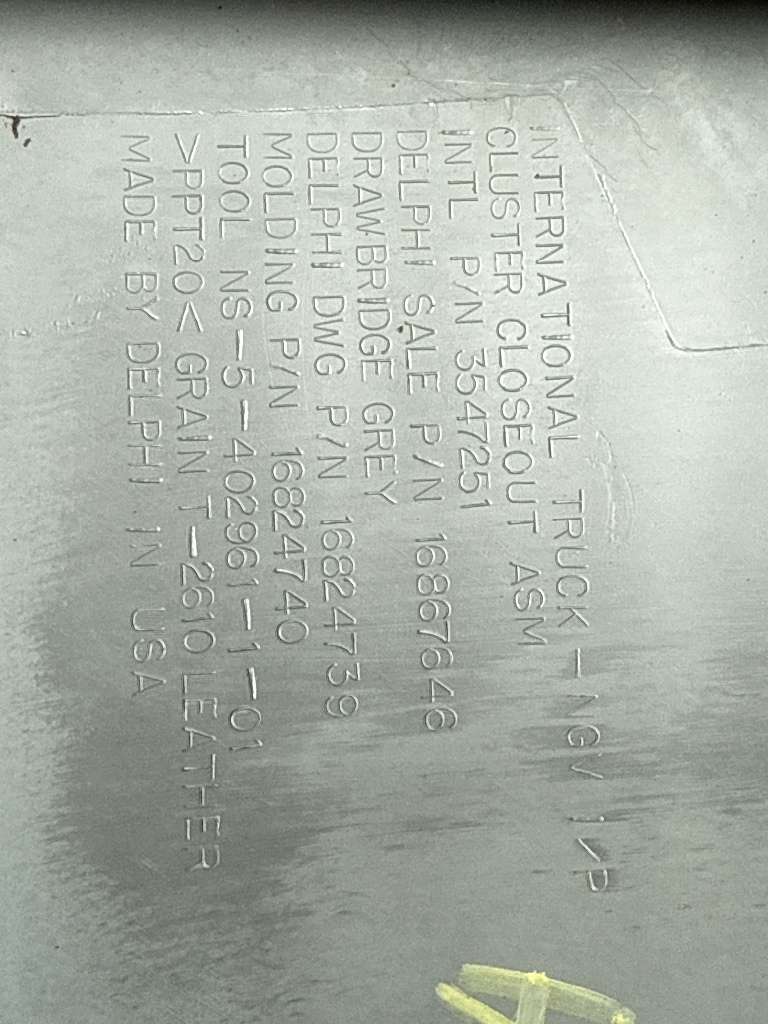 INTERNATIONAL TRUCK - NGV I/P
CLUSTER CLOSEOUT ASM
INTL P/N 3547251
DELPHI SALE P/N 16867646
DRAWBRIDGE GREY
DELPHI DWG P/N 16824739
MOLDING P/N 16824740
TOOL NS-5-402961-1-01
>PPT20< GRAIN T-2610 LEATHER
MADE BY DELPHI IN USA